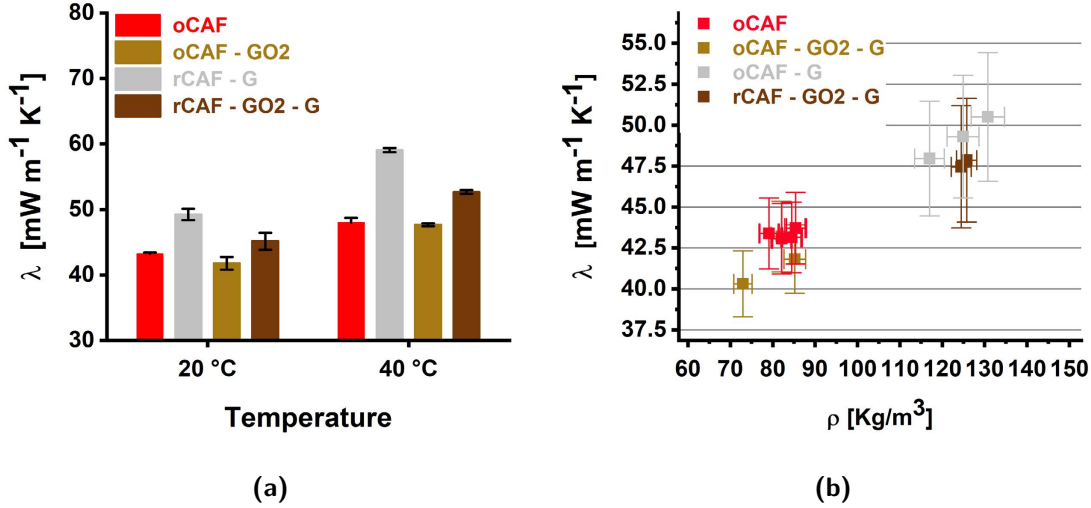 oCAF
oCAF - GO2
rCAF - G
rCAF - GO2 - G
80
70
60
50
40
30
λ [mW m⁻¹ K⁻¹]
20 °C
40 °C
Temperature
(a)
oCAF
oCAF - GO2 - G
oCAF - G
rCAF - GO2 - G
55.0
52.5
50.0
47.5
45.0
42.5
40.0
37.5
λ [mW m⁻¹ K⁻¹]
60 70 80 90 100 110 120 130 140 150
ρ [Kg/m³]
(b)